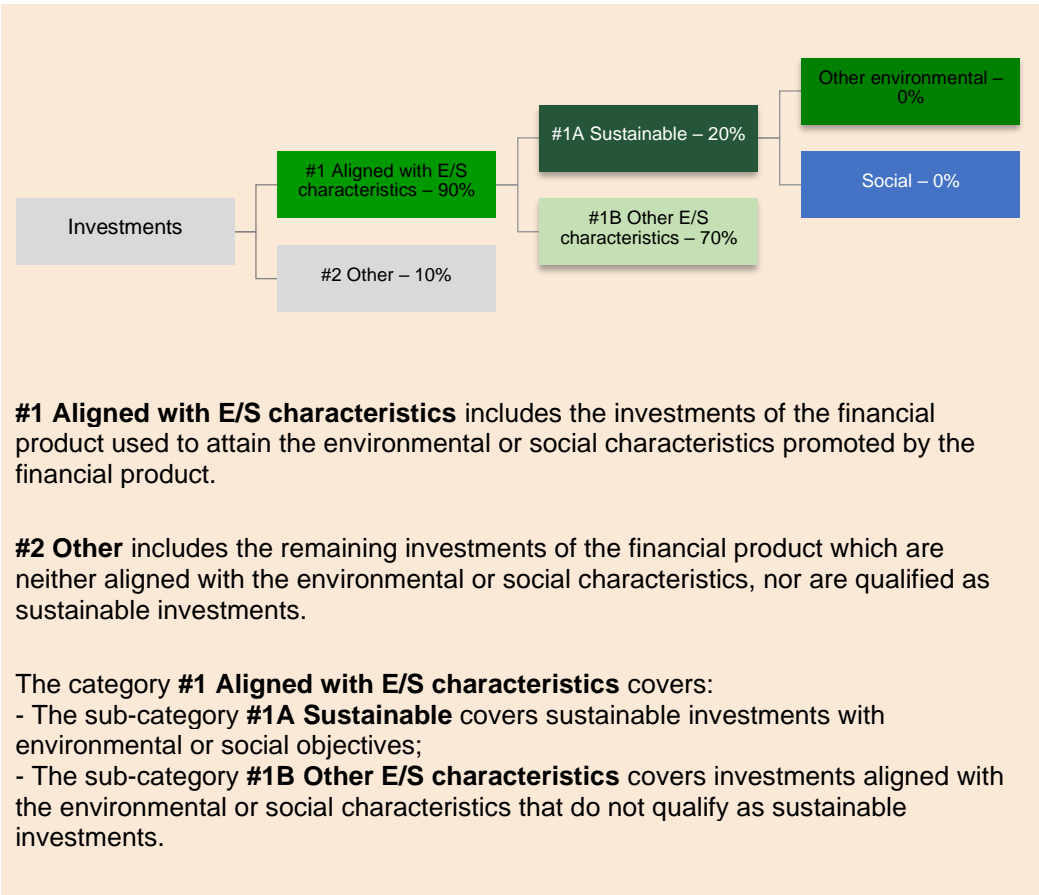 Other environmental –
0%
#1A Sustainable – 20%
#1 Aligned with E/S
characteristics – 90%
Social – 0%
Investments
#1B Other E/S
characteristics – 70%
#2 Other – 10%
#1 Aligned with E/S characteristics includes the investments of the financial
product used to attain the environmental or social characteristics promoted by the
financial product.
#2 Other includes the remaining investments of the financial product which are
neither aligned with the environmental or social characteristics, nor are qualified as
sustainable investments.
The category #1 Aligned with E/S characteristics covers:
- The sub-category #1A Sustainable covers sustainable investments with
environmental or social objectives;
- The sub-category #1B Other E/S characteristics covers investments aligned with
the environmental or social characteristics that do not qualify as sustainable
investments.